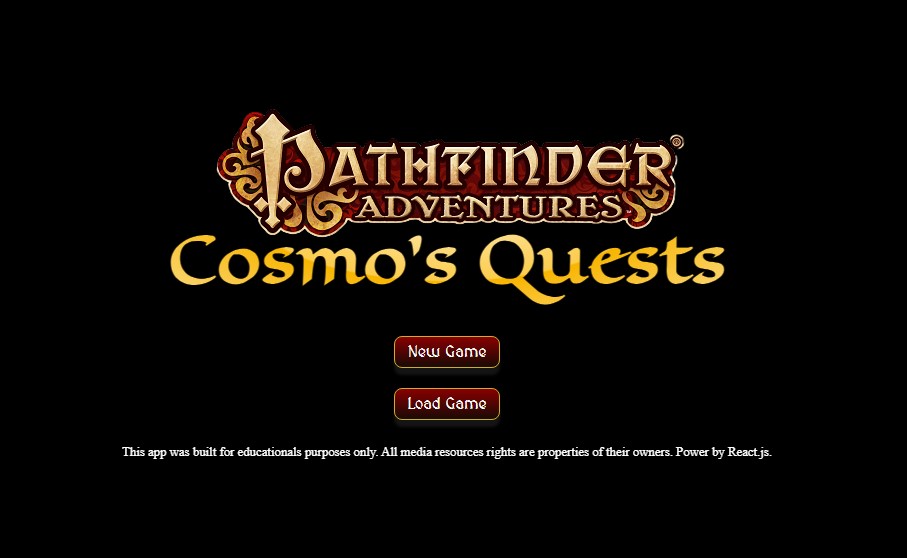 PATHFINDER®
ADVENTURES
Cosmo's Quests
New Game
Load Game
This app was built for educationals purposes only. All media resources rights are properties of their owners. Power by React.js.